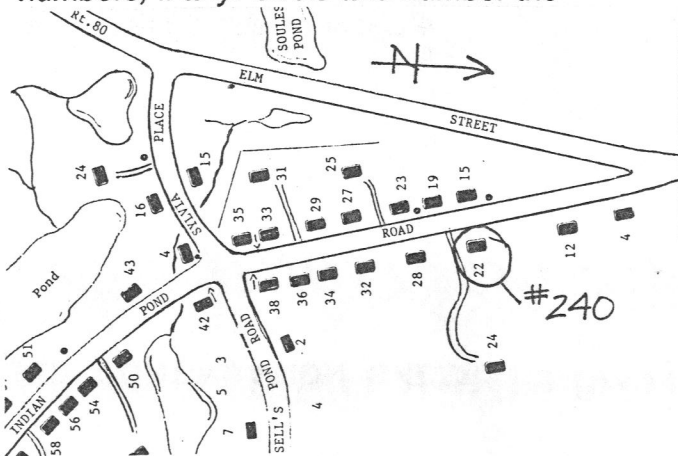 Rt.80
SOULES
POND
N
ELM
STREET
PLACE
SYLVIA
24
16
15
4
31
25
35
33
29
27
23
19
15
ROAD
38
36
34
32
28
22
12
4
#240
24
Pond
43
POND
42
ROAD
POND
SELL'S
2
4
3
5
7
51
50
54
56
58
INDIAN